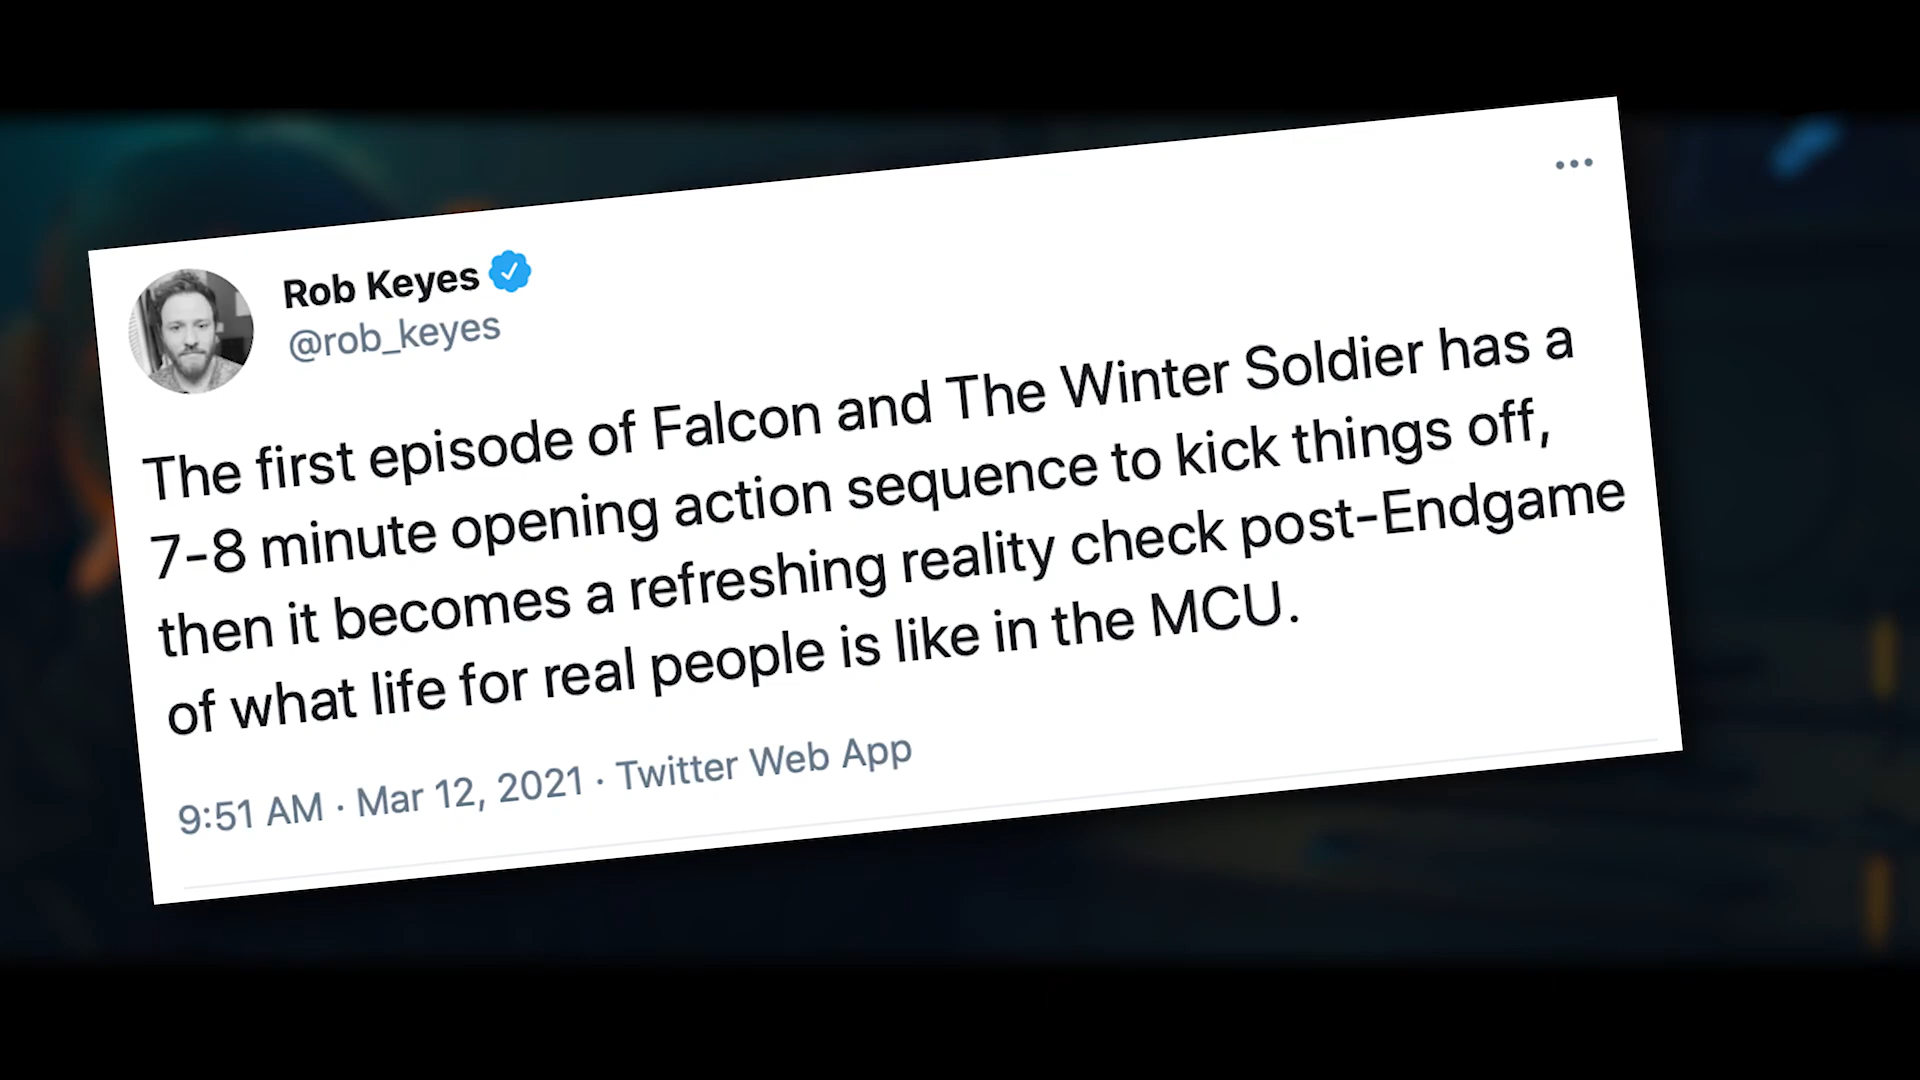 Rob Keyes
@rob_keyes
The first episode of Falcon and The Winter Soldier has a
7-8 minute opening action sequence to kick things off,
then it becomes a refreshing reality check post-Endgame
of what life for real people is like in the MCU.
9:51 AM · Mar 12, 2021 · Twitter Web App